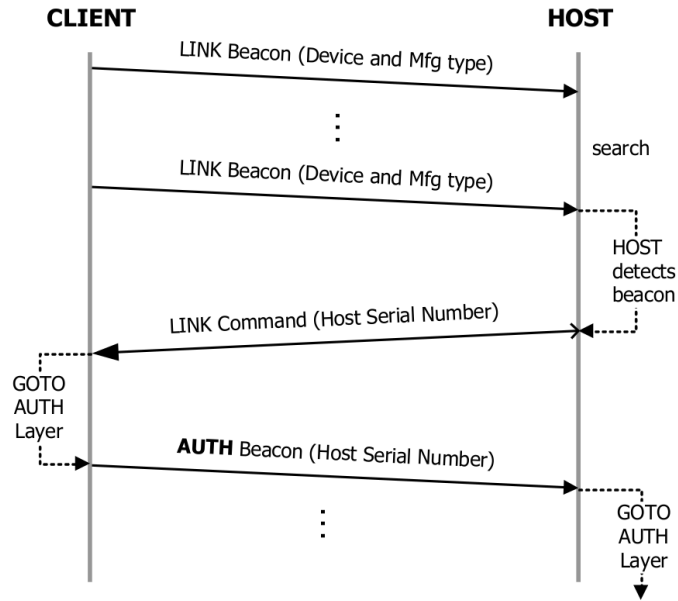 CLIENT
HOST
LINK Beacon (Device and Mfg type)
search
LINK Beacon (Device and Mfg type)
HOST
detects
beacon
LINK Command (Host Serial Number)
GOTO
AUTH
Layer
AUTH Beacon (Host Serial Number)
GOTO
AUTH
Layer